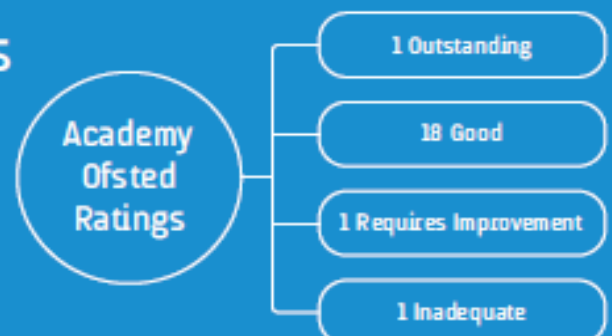 Academy
Ofsted
Ratings
1 Outstanding
18 Good
1 Requires Improvement
1 Inadequate